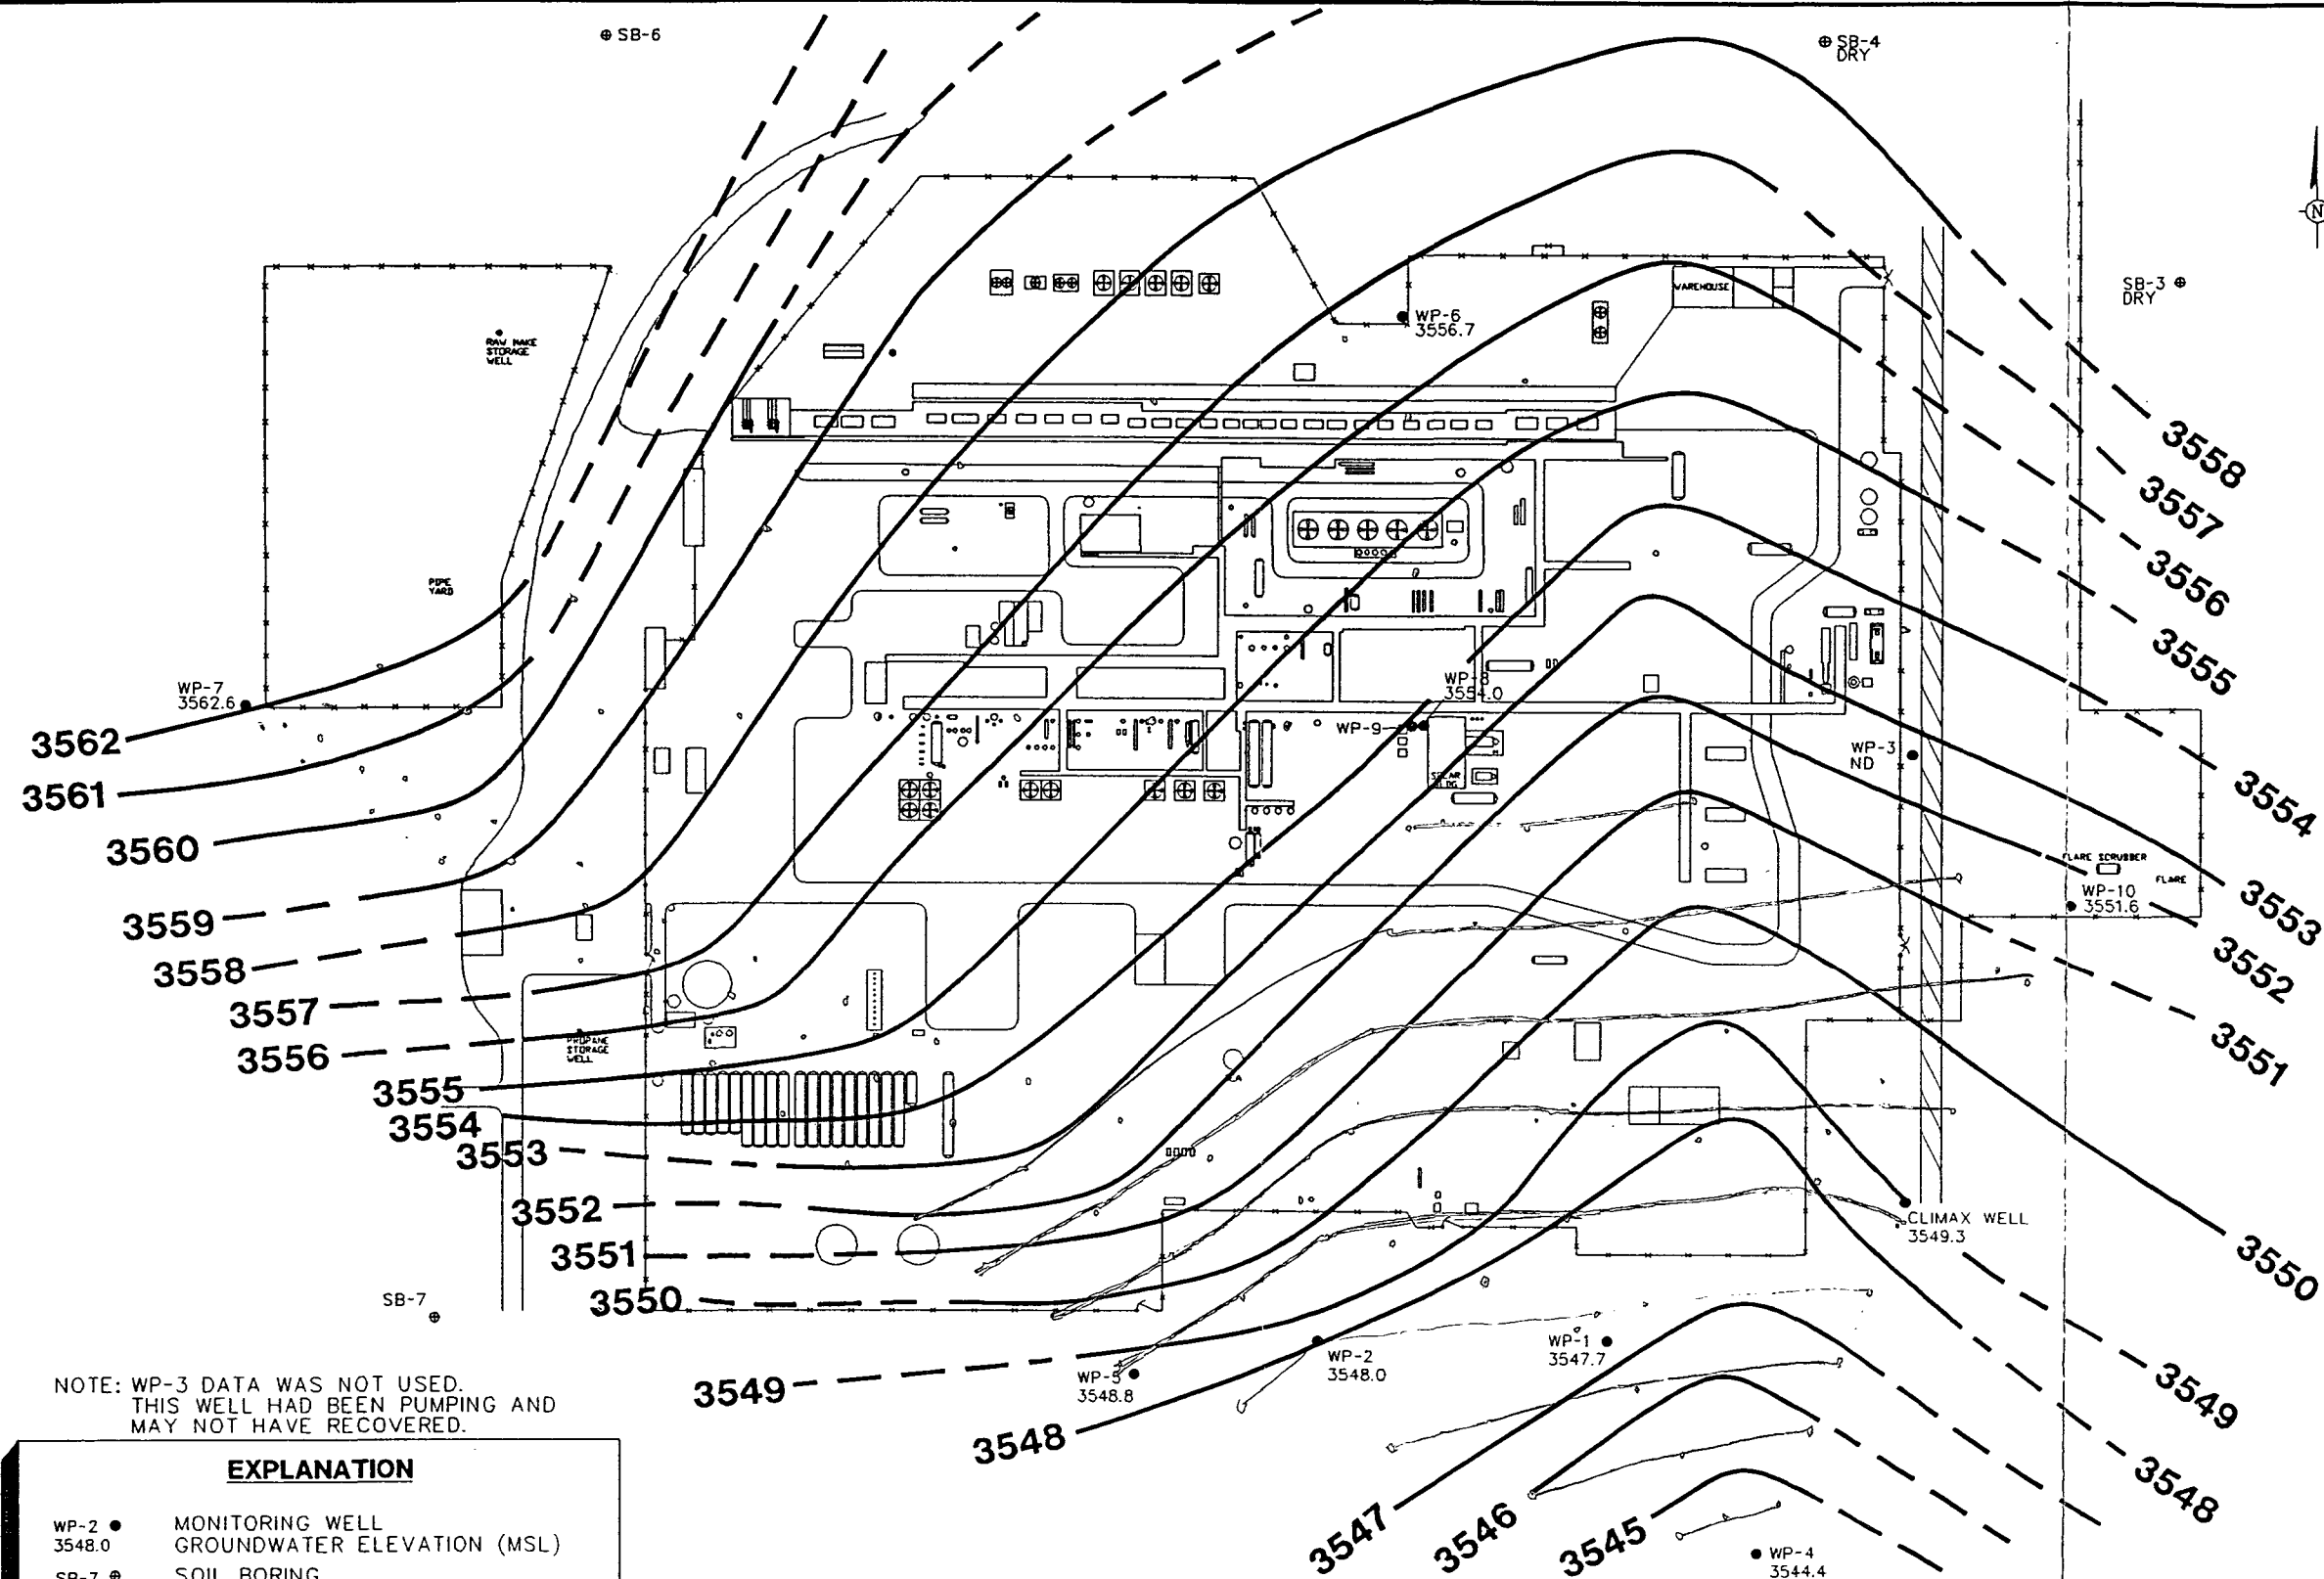 SB-6
SB-4
DRY
N
SB-3
DRY
WAREHOUSE
WP-6
3556.7
RAW MAKE
STORAGE
WELL
3558
3557
3556
3555
PIPE
YARD
WP-7
3562.6
WP-8
3554.0
WP-9
WP-3
ND
3562
3561
3560
3559
3558
3557
3556
3555
3554
3553
3552
3551
3550
3554
FLARE SCRUBBER
FLARE
WP-10
3551.6
3553
3552
3551
PROPANE
STORAGE
WELL
CLIMAX WELL
3549.3
3550
SB-7
WP-1
3547.7
WP-2
3548.0
WP-5
3548.8
3549
3549
3548
3548
3547
3546
3545
WP-4
3544.4
NOTE: WP-3 DATA WAS NOT USED.
THIS WELL HAD BEEN PUMPING AND
MAY NOT HAVE RECOVERED.
EXPLANATION
WP-2 MONITORING WELL
3548.0 GROUNDWATER ELEVATION (MSL)
SB-7 SOIL BORING